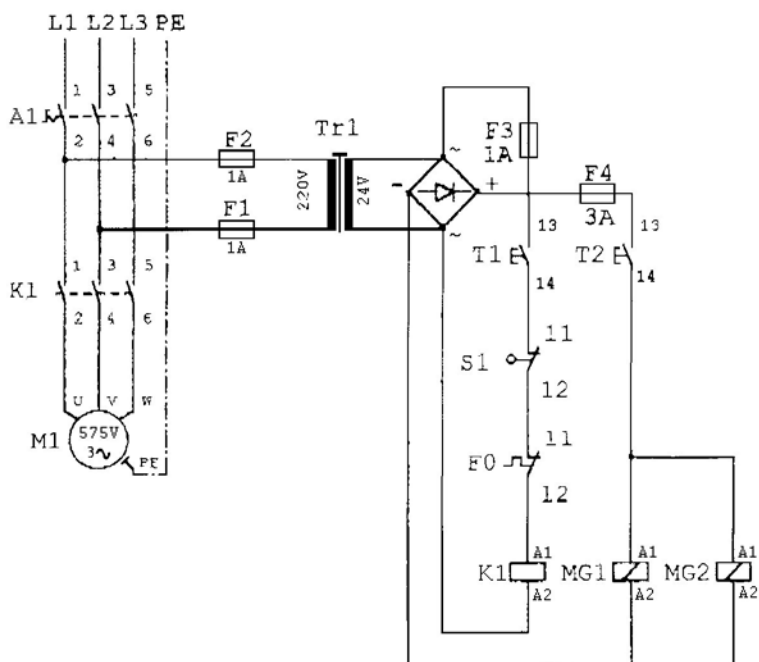 L1 L2 L3 PE
1 3 5
A1
2 4 6
F2
1A
Tr1
220V
24V
F1
1A
~
- +
~
F3
1A
F4
3A
13 13
T1 T2
14 14
1 3 5
K1
2 4 6
11
S1
12
U V W
M1
575V
3~
PE
11
F0
12
A1 A1 A1
K1 MG1 MG2
A2 A2 A2